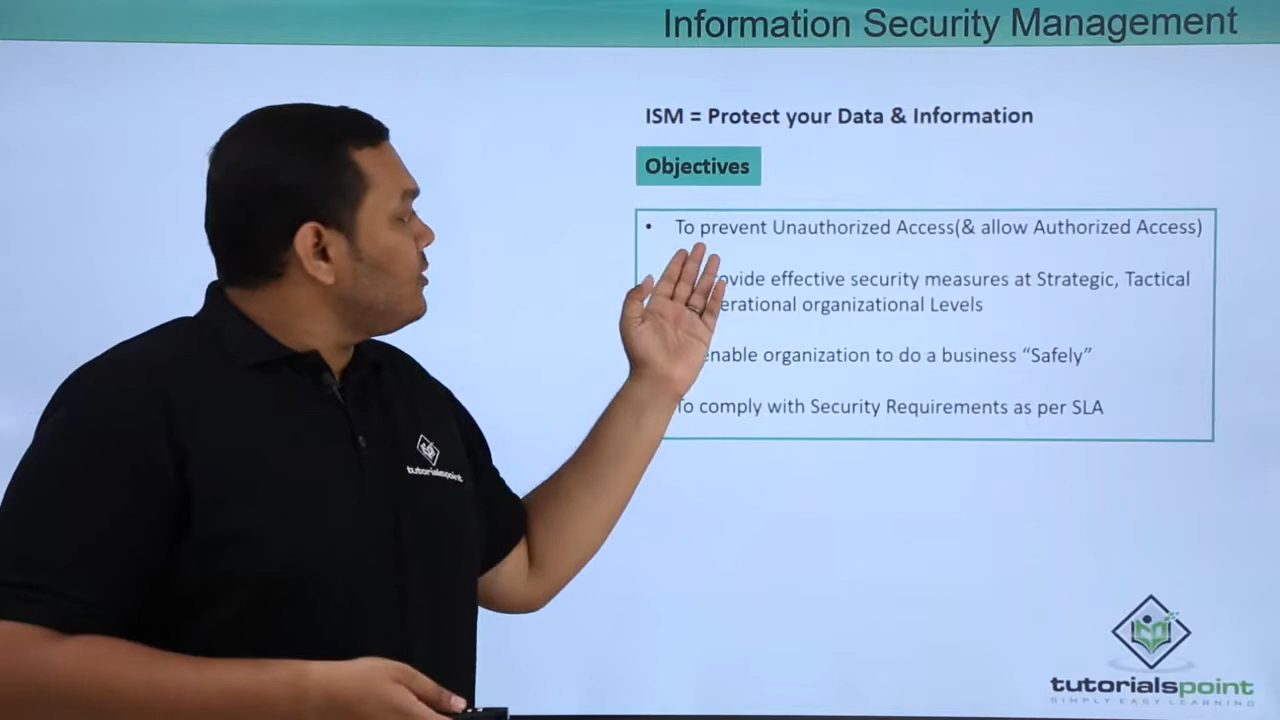 Information Security Management
ISM = Protect your Data & Information
Objectives
• To prevent Unauthorized Access(& allow Authorized Access)
effective security measures at Strategic, Tactical
organizational Levels
enable organization to do a business “Safely”
To comply with Security Requirements as per SLA
tutorialspoint
tutorialspoint
SIMPLY EASY LEARNING